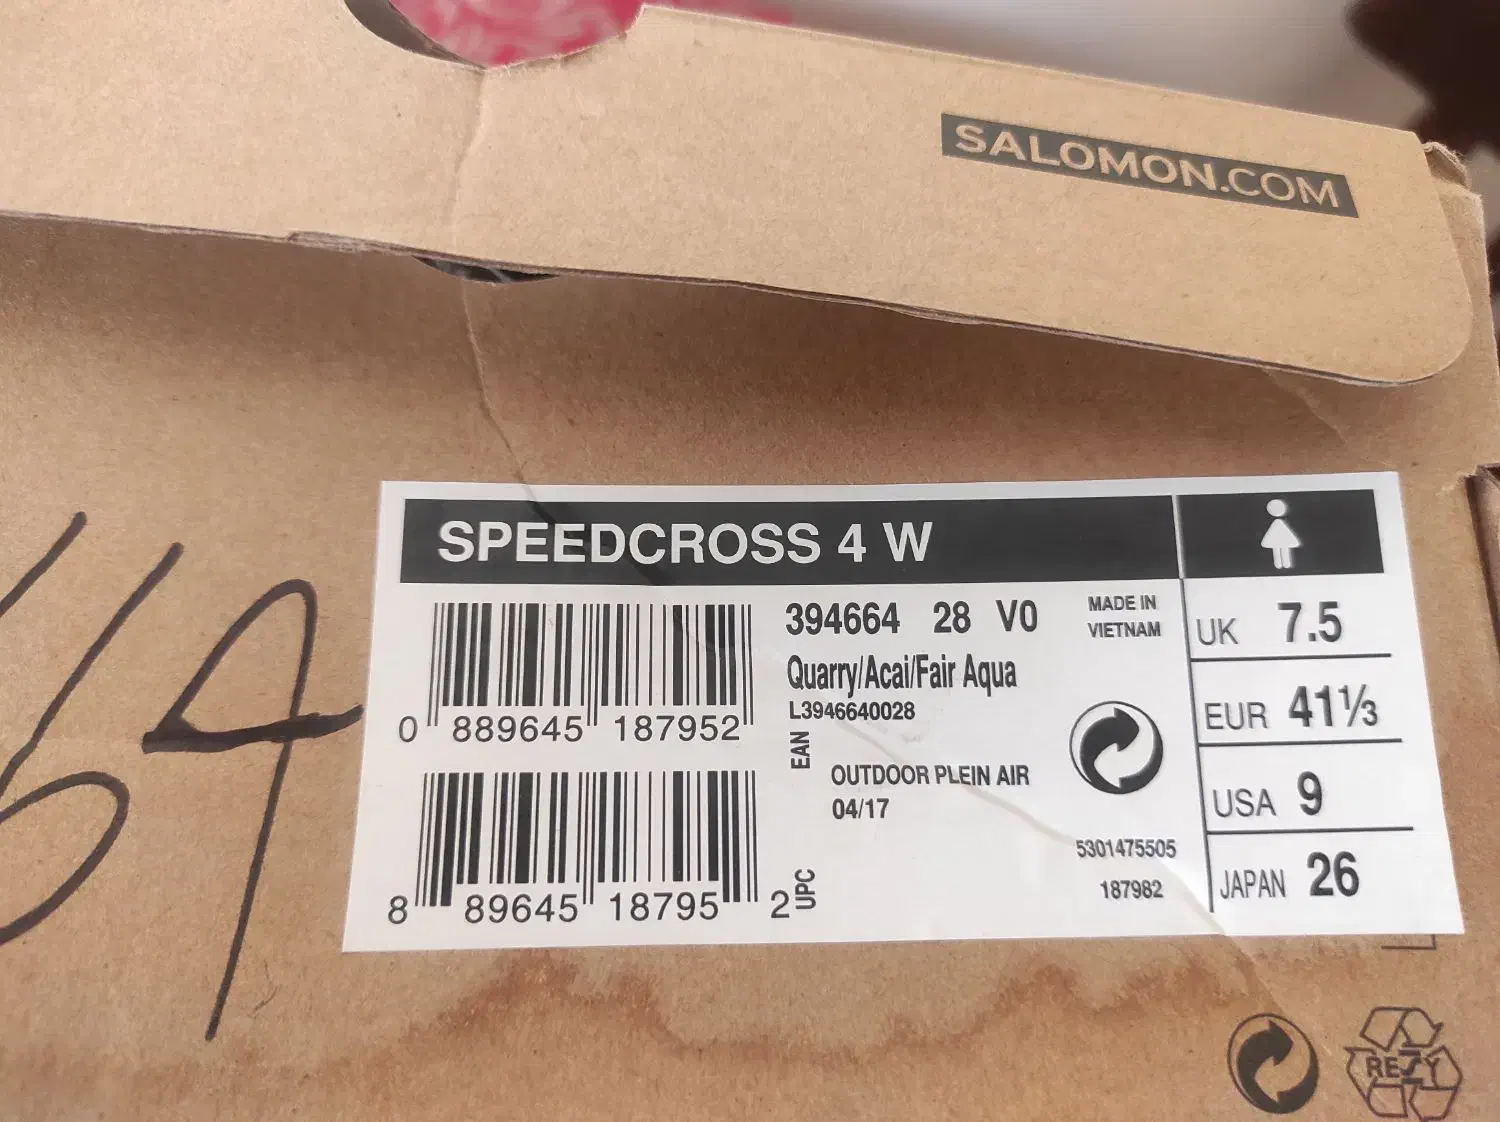 SALOMON.COM
SPEEDCROSS 4 W
394664 28 V0
MADE IN
VIETNAM
Quarry/Acai/Fair Aqua
L3946640028
0 889645 187952
EAN
OUTDOOR PLEIN AIR
04/17
8 89645 18795 2
UPC
5301475505
187982
UK 7.5
EUR 41⅓
USA 9
JAPAN 26
RESY